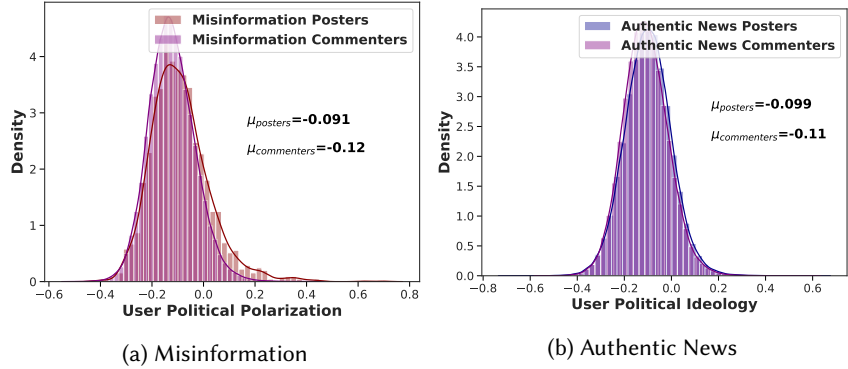 Misinformation Posters
Misinformation Commenters
4
3
2
1
0
Density
μposters=-0.091
μcommenters=-0.12
−0.6 −0.4 −0.2 0.0 0.2 0.4 0.6 0.8
User Political Polarization
(a) Misinformation
Authentic News Posters
Authentic News Commenters
4.0
3.5
3.0
2.5
2.0
1.5
1.0
0.5
0.0
Density
μposters=-0.099
μcommenters=-0.11
−0.8 −0.6 −0.4 −0.2 0.0 0.2 0.4 0.6
User Political Ideology
(b) Authentic News